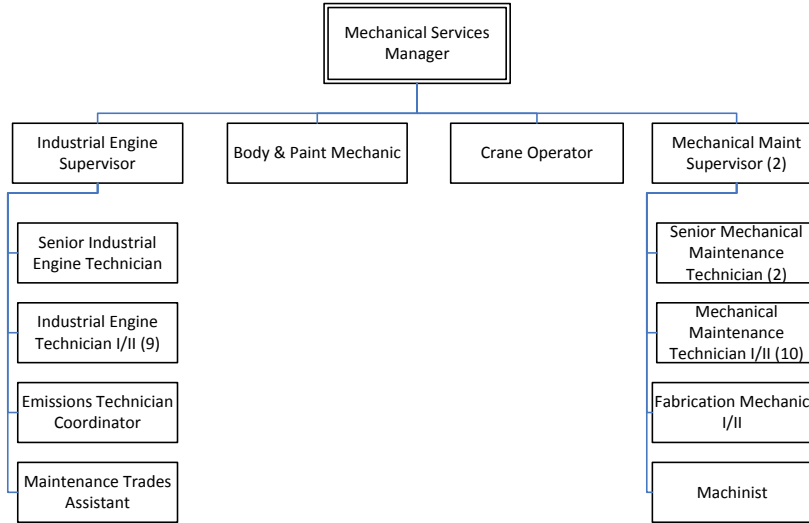 Mechanical Services
Manager
Industrial Engine
Supervisor
Body & Paint Mechanic
Crane Operator
Mechanical Maint
Supervisor (2)
Senior Industrial
Engine Technician
Industrial Engine
Technician I/II (9)
Emissions Technician
Coordinator
Maintenance Trades
Assistant
Senior Mechanical
Maintenance
Technician (2)
Mechanical
Maintenance
Technician I/II (10)
Fabrication Mechanic
I/II
Machinist